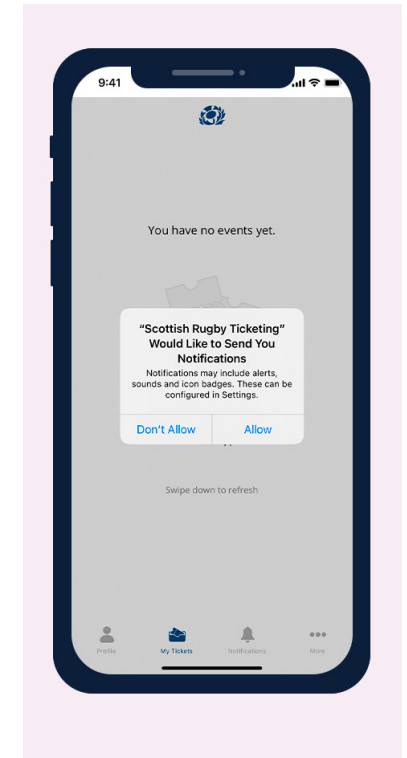 9:41
You have no events yet.
“Scottish Rugby Ticketing”
Would Like to Send You
Notifications
Notifications may include alerts,
sounds and icon badges. These can be
configured in Settings.
Don’t Allow
Allow
Swipe down to refresh
Profile
My Tickets
Notifications
More